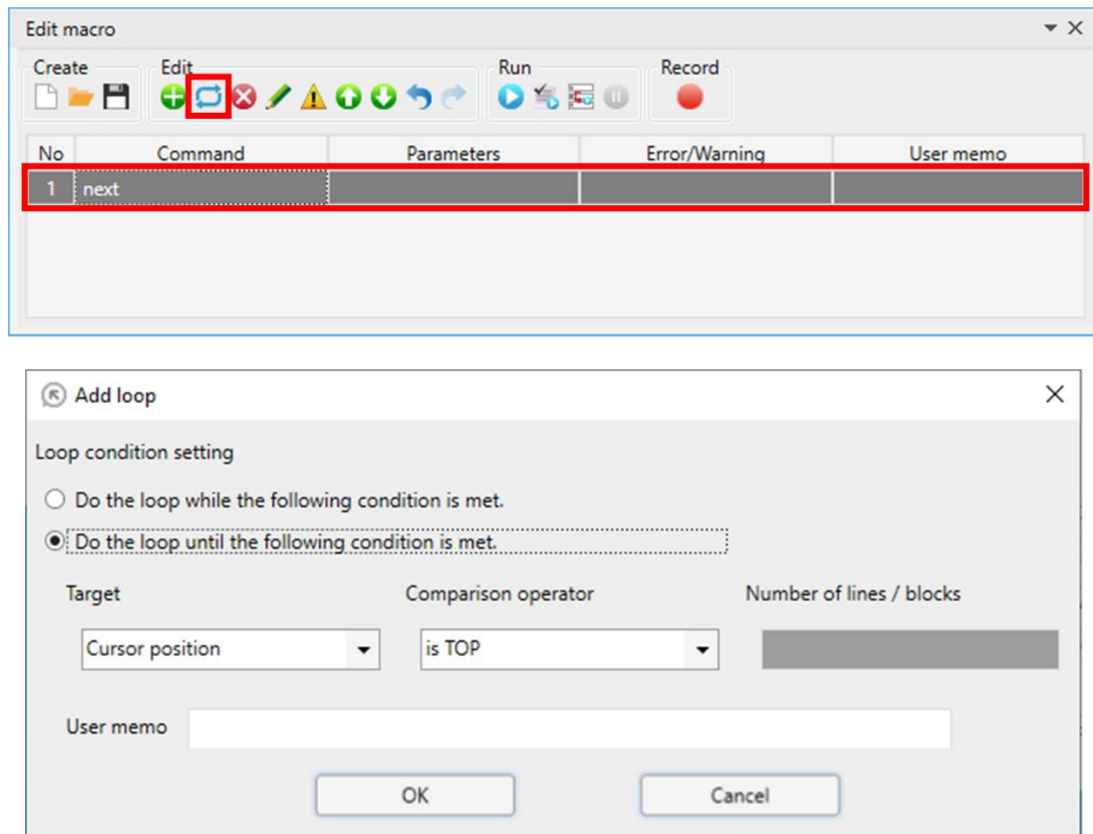 Edit macro
Create Edit Run Record
No Command Parameters Error/Warning User memo
1 next
Add loop
Loop condition setting
Do the loop while the following condition is met.
Do the loop until the following condition is met.
Target Comparison operator Number of lines / blocks
Cursor position is TOP
User memo
OK Cancel